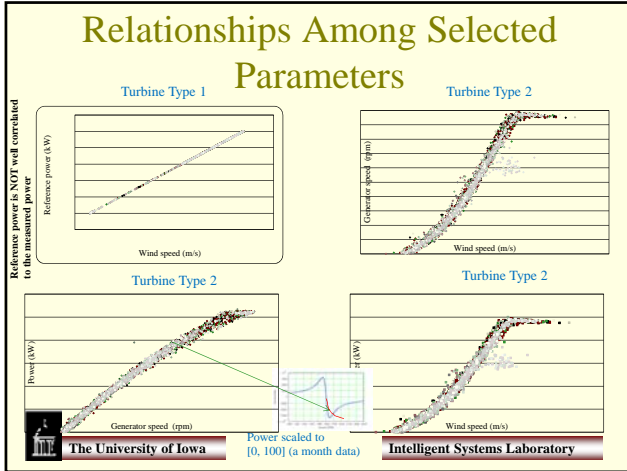 Relationships Among Selected
Parameters
Turbine Type 1
Turbine Type 2
Reference power is NOT well correlated
to the measured power
Reference power (kW)
Wind speed (m/s)
Generator speed (rpm)
Wind speed (m/s)
Turbine Type 2
Turbine Type 2
Power (kW)
Generator speed (rpm)
(kW)
Wind speed (m/s)
Power scaled to
[0, 100] (a month data)
The University of Iowa
Intelligent Systems Laboratory